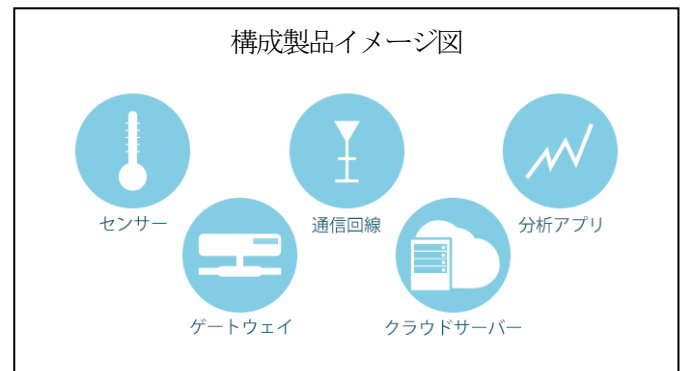 構成製品イメージ図
センサー
通信回線
分析アプリ
ゲートウェイ
クラウドサーバー